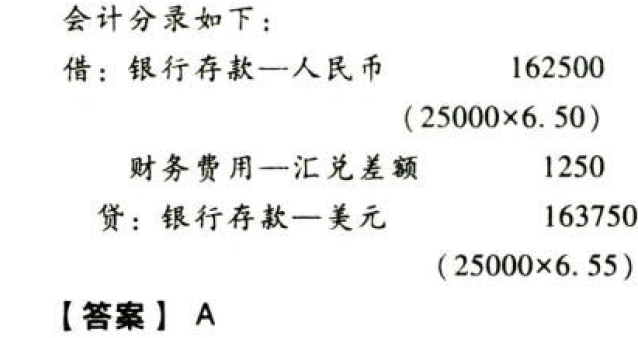 会计分录如下：
借：银行存款—人民币 162500
（25000×6.50）
财务费用—汇兑差额 1250
贷：银行存款—美元 163750
（25000×6.55）
【答案】 A